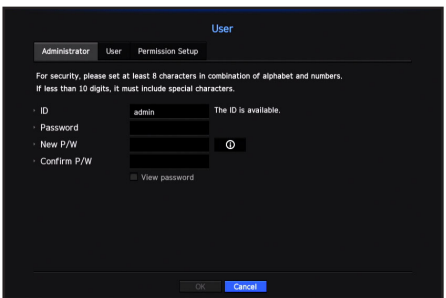 User
Administrator User Permission Setup
For security, please set at least 8 characters in combination of alphabet and numbers.
If less than 10 digits, it must include special characters.
ID admin The ID is available.
Password
New P/W
Confirm P/W
View password
OK Cancel